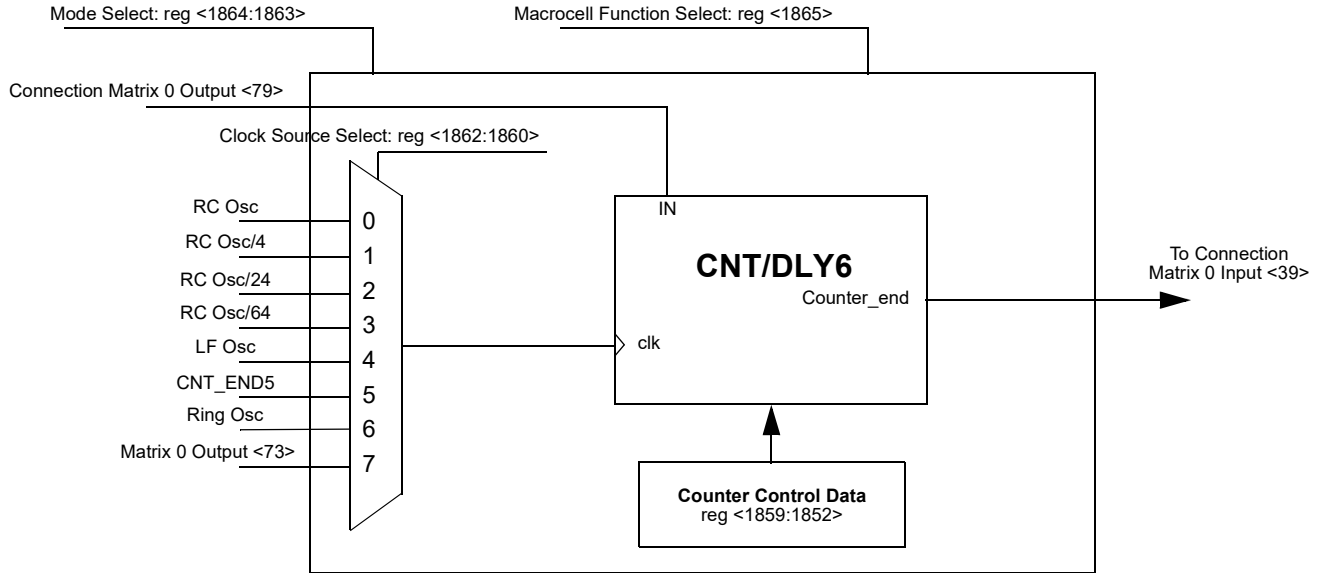 Mode Select: reg <1864:1863>
Macrocell Function Select: reg <1865>
Connection Matrix 0 Output <79>
Clock Source Select: reg <1862:1860>
RC Osc
0
RC Osc/4
1
RC Osc/24
2
RC Osc/64
3
LF Osc
4
CNT_END5
5
Ring Osc
6
Matrix 0 Output <73>
7
IN
CNT/DLY6
Counter_end
clk
To Connection
Matrix 0 Input <39>
Counter Control Data
reg <1859:1852>